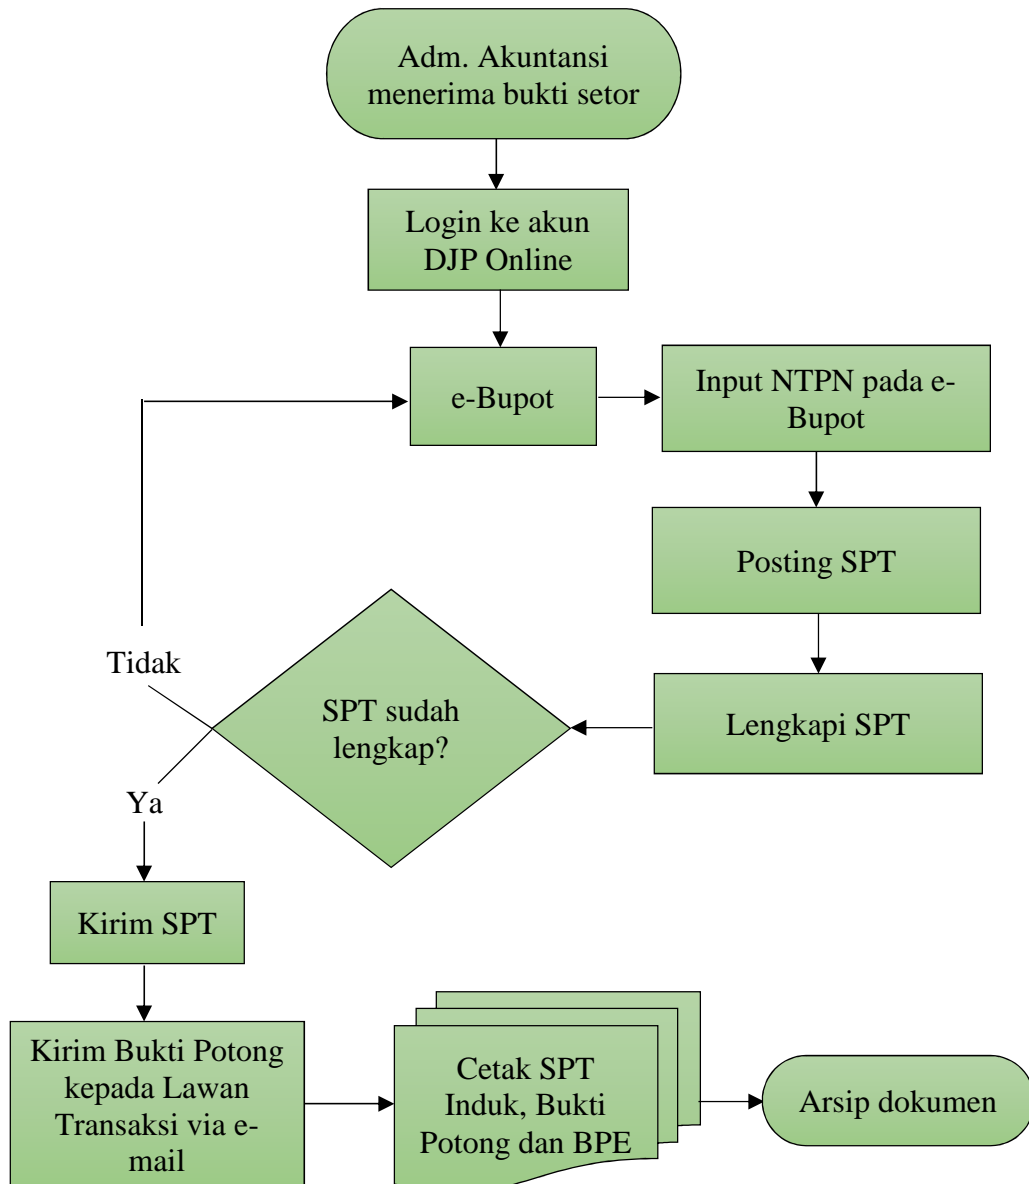 Adm. Akuntansi
menerima bukti setor
Login ke akun
DJP Online
e-Bupot
Input NTPN pada e-
Bupot
Posting SPT
Lengkapi SPT
SPT sudah
lengkap?
Tidak
Ya
Kirim SPT
Kirim Bukti Potong
kepada Lawan
Transaksi via e-
mail
Cetak SPT
Induk, Bukti
Potong dan BPE
Arsip dokumen